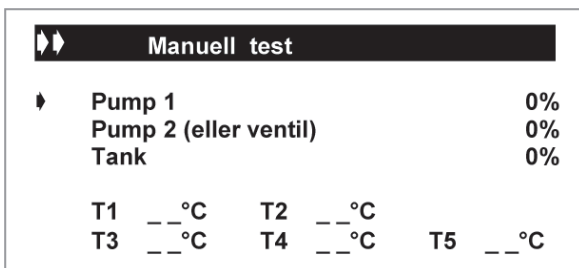 Manuell test
Pump 1 0%
Pump 2 (eller ventil) 0%
Tank 0%
T1 _ _°C T2 _ _°C
T3 _ _°C T4 _ _°C T5 _ _°C